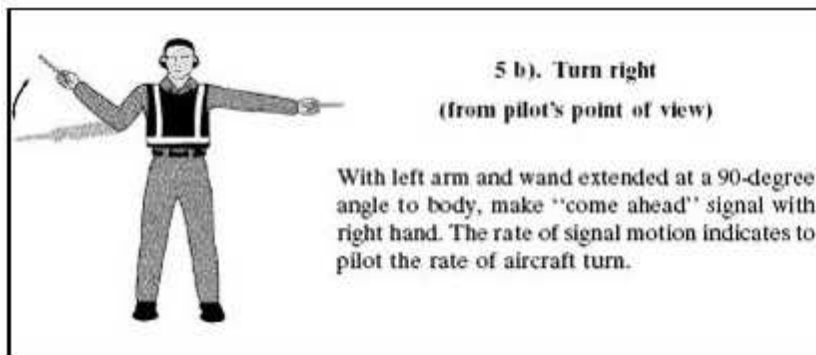 5 b). Turn right
(from pilot's point of view)
With left arm and wand extended at a 90-degree
angle to body, make "come ahead" signal with
right hand. The rate of signal motion indicates to
pilot the rate of aircraft turn.